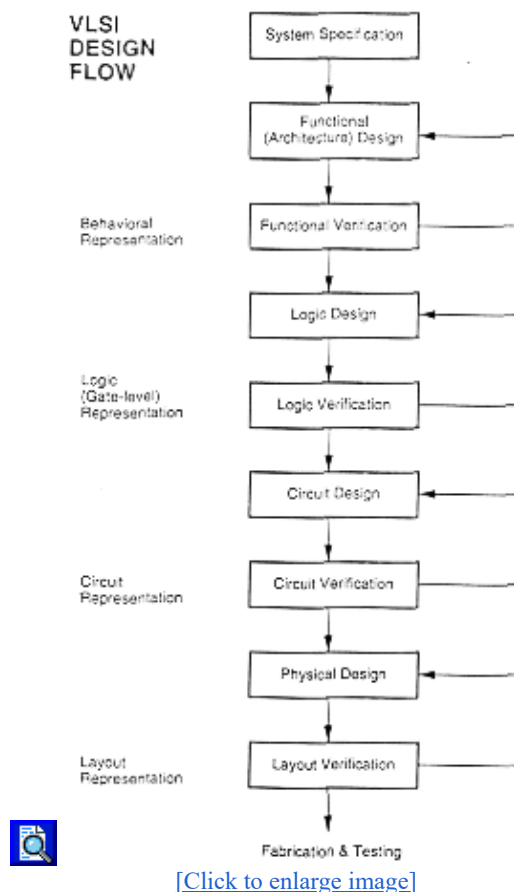 VLSI
DESIGN
FLOW
System Specification
Functional
(Architecture) Design
Behavioral
Representation
Functional Verification
Logic Design
Logic
(Gate-level)
Representation
Logic Verification
Circuit Design
Circuit
Representation
Circuit Verification
Physical Design
Layout
Representation
Layout Verification
Fabrication & Testing
[Click to enlarge image]